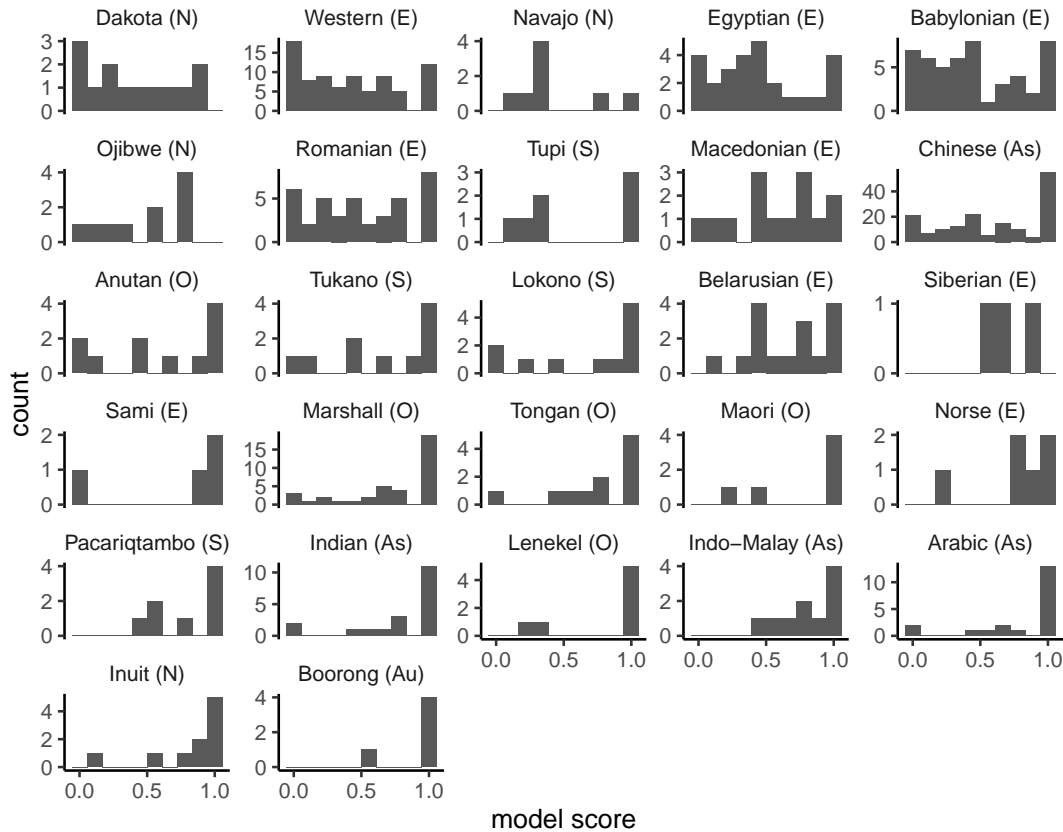 Dakota (N) Western (E) Navajo (N) Egyptian (E) Babylonian (E)
3 2 1 0
15 10 5 0
4 2 0
4 2 0
5 0
Ojibwe (N) Romanian (E) Tupi (S) Macedonian (E) Chinese (As)
4 2 0
5 0
3 2 1 0
3 2 1 0
40 20 0
Anutan (O) Tukano (S) Lokono (S) Belarusian (E) Siberian (E)
4 2 0
4 2 0
4 2 0
4 2 0
1 0
count
Sami (E) Marshall (O) Tongan (O) Maori (O) Norse (E)
2 1 0
15 10 5 0
4 2 0
4 2 0
2 1 0
Pacariqtambo (S) Indian (As) Lenekel (O) Indo−Malay (As) Arabic (As)
4 2 0
10 5 0
4 2 0
4 2 0
10 5 0
0.0 0.5 1.0
0.0 0.5 1.0
0.0 0.5 1.0
Inuit (N) Boorong (Au)
4 2 0
4 2 0
0.0 0.5 1.0
0.0 0.5 1.0
model score